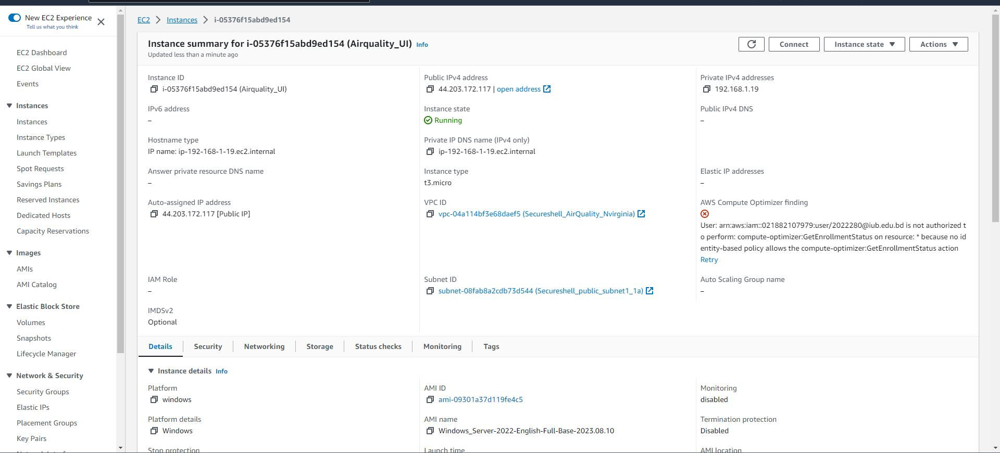 New EC2 Experience
Tell us what you think
EC2 Dashboard
EC2 Global View
Events
Instances
Instances
Instance Types
Launch Templates
Spot Requests
Savings Plans
Reserved Instances
Dedicated Hosts
Capacity Reservations
Images
AMIs
AMI Catalog
Elastic Block Store
Volumes
Snapshots
Lifecycle Manager
Network & Security
Security Groups
Elastic IPs
Placement Groups
Key Pairs
EC2 > Instances > i-05376f15abd9ed154
Instance summary for i-05376f15abd9ed154 (Airquality_UI) Info
Updated less than a minute ago
Connect
Instance state
Actions
Instance ID
i-05376f15abd9ed154 (Airquality_UI)
Public IPv4 address
44.203.172.117 | open address
Private IPv4 addresses
192.168.1.19
IPv6 address
–
Instance state
Running
Public IPv4 DNS
–
Hostname type
IP name: ip-192-168-1-19.ec2.internal
Private IP DNS name (IPv4 only)
ip-192-168-1-19.ec2.internal
Answer private resource DNS name
–
Instance type
t3.micro
Elastic IP addresses
–
Auto-assigned IP address
44.203.172.117 [Public IP]
VPC ID
vpc-04a114bf3e68daef5 (Secureshell_AirQuality_Nvirginia)
AWS Compute Optimizer finding
User: arn:aws:iam::021882107979:user/2022280@iub.edu.bd is not authorized t
o perform: compute-optimizer:GetEnrollmentStatus on resource: * because no id
entity-based policy allows the compute-optimizer:GetEnrollmentStatus action
Retry
IAM Role
–
Subnet ID
subnet-08fab8a2cdb73d544 (Secureshell_public_subnet1_1a)
Auto Scaling Group name
–
IMDSv2
Optional
Details
Security
Networking
Storage
Status checks
Monitoring
Tags
Instance details Info
Platform
windows
AMI ID
ami-09301a37d119fe4c5
Monitoring
disabled
Platform details
Windows
AMI name
Windows_Server-2022-English-Full-Base-2023.08.10
Termination protection
Disabled
Stop protection
Launch time
AMI location